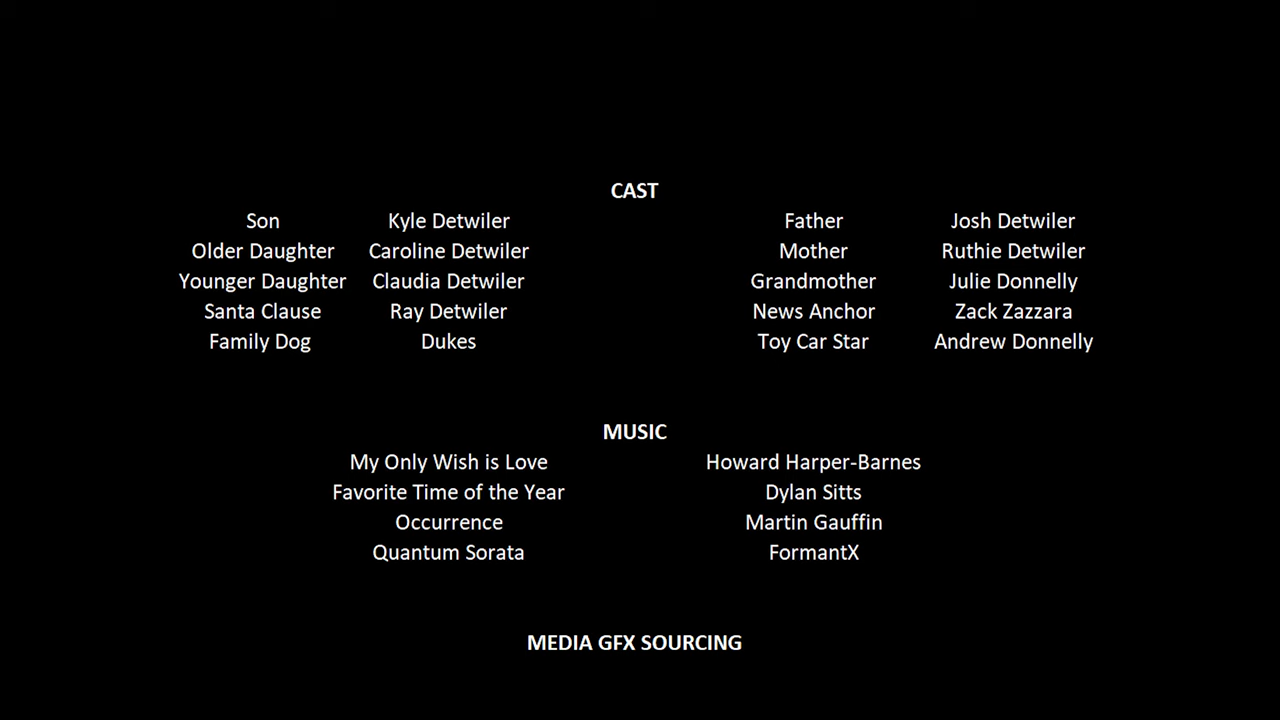 CAST
Son Kyle Detwiler Father Josh Detwiler
Older Daughter Caroline Detwiler Mother Ruthie Detwiler
Younger Daughter Claudia Detwiler Grandmother Julie Donnelly
Santa Clause Ray Detwiler News Anchor Zack Zazzara
Family Dog Dukes Toy Car Star Andrew Donnelly
MUSIC
My Only Wish is Love Howard Harper-Barnes
Favorite Time of the Year Dylan Sitts
Occurrence Martin Gauffin
Quantum Sorata FormantX
MEDIA GFX SOURCING